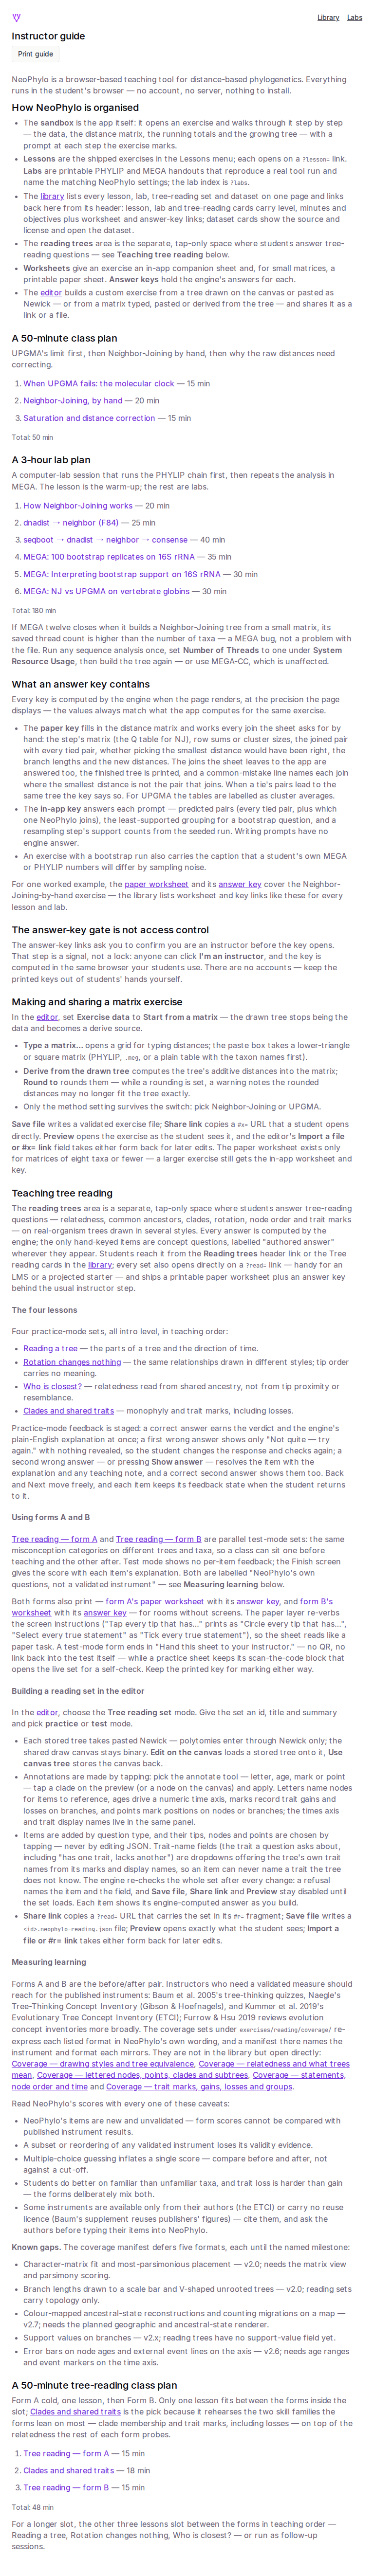 Library Labs
Instructor guide
Print guide
NeoPhylo is a browser-based teaching tool for distance-based phylogenetics. Everything
runs in the student's browser — no account, no server, nothing to install.
How NeoPhylo is organised
The sandbox is the app itself: it opens an exercise and walks through it step by step
— the data, the distance matrix, the running totals and the growing tree — with a
prompt at each step the exercise marks.
Lessons are the shipped exercises in the Lessons menu; each opens on a ?lesson= link.
Labs are printable PHYLIP and MEGA handouts that reproduce a real tool run and
name the matching NeoPhylo settings; the lab index is ?labs.
The library lists every lesson, lab, tree-reading set and dataset on one page and links
back here from its header: lesson, lab and tree-reading cards carry level, minutes and
objectives plus worksheet and answer-key links; dataset cards show the source and
license and open the dataset.
The reading trees area is the separate, tap-only space where students answer tree-
reading questions — see Teaching tree reading below.
Worksheets give an exercise an in-app companion sheet and, for small matrices, a
printable paper sheet. Answer keys hold the engine's answers for each.
The editor builds a custom exercise from a tree drawn on the canvas or pasted as
Newick — or from a matrix typed, pasted or derived from the tree — and shares it as a
link or a file.
A 50-minute class plan
UPGMA's limit first, then Neighbor-Joining by hand, then why the raw distances need
correcting.
1. When UPGMA fails: the molecular clock — 15 min
2. Neighbor-Joining, by hand — 20 min
3. Saturation and distance correction — 15 min
Total: 50 min
A 3-hour lab plan
A computer-lab session that runs the PHYLIP chain first, then repeats the analysis in
MEGA. The lesson is the warm-up; the rest are labs.
1. How Neighbor-Joining works — 20 min
2. dnadist → neighbor (F84) — 25 min
3. seqboot → dnadist → neighbor → consense — 40 min
4. MEGA: 100 bootstrap replicates on 16S rRNA — 35 min
5. MEGA: Interpreting bootstrap support on 16S rRNA — 30 min
6. MEGA: NJ vs UPGMA on vertebrate globins — 30 min
Total: 180 min
If MEGA twelve closes when it builds a Neighbor-Joining tree from a small matrix, its
saved thread count is higher than the number of taxa — a MEGA bug, not a problem with
the file. Run any sequence analysis once, set Number of Threads to one under System
Resource Usage, then build the tree again — or use MEGA-CC, which is unaffected.
What an answer key contains
Every key is computed by the engine when the page renders, at the precision the page
displays — the values always match what the app computes for the same exercise.
The paper key fills in the distance matrix and works every join the sheet asks for by
hand: the step's matrix (the Q table for NJ), row sums or cluster sizes, the joined pair
with every tied pair, whether picking the smallest distance would have been right, the
branch lengths and the new distances. The joins the sheet leaves to the app are
answered too, the finished tree is printed, and a common-mistake line names each join
where the smallest distance is not the pair that joins. When a tie's pairs lead to the
same tree the key says so. For UPGMA the tables are labelled as cluster averages.
The in-app key answers each prompt — predicted pairs (every tied pair, plus which
one NeoPhylo joins), the least-supported grouping for a bootstrap question, and a
resampling step's support counts from the seeded run. Writing prompts have no
engine answer.
An exercise with a bootstrap run also carries the caption that a student's own MEGA
or PHYLIP numbers will differ by sampling noise.
For one worked example, the paper worksheet and its answer key cover the Neighbor-
Joining-by-hand exercise — the library lists worksheet and key links like these for every
lesson and lab.
The answer-key gate is not access control
The answer-key links ask you to confirm you are an instructor before the key opens.
That step is a signal, not a lock: anyone can click I'm an instructor, and the key is
computed in the same browser your students use. There are no accounts — keep the
printed keys out of students' hands yourself.
Making and sharing a matrix exercise
In the editor, set Exercise data to Start from a matrix — the drawn tree stops being the
data and becomes a derive source.
Type a matrix… opens a grid for typing distances; the paste box takes a lower-triangle
or square matrix (PHYLIP, .meg, or a plain table with the taxon names first).
Derive from the drawn tree computes the tree's additive distances into the matrix;
Round to rounds them — while a rounding is set, a warning notes the rounded
distances may no longer fit the tree exactly.
Only the method setting survives the switch: pick Neighbor-Joining or UPGMA.
Save file writes a validated exercise file; Share link copies a #x= URL that a student opens
directly. Preview opens the exercise as the student sees it, and the editor's Import a file
or #x= link field takes either form back for later edits. The paper worksheet exists only
for matrices of eight taxa or fewer — a larger exercise still gets the in-app worksheet and
key.
Teaching tree reading
The reading trees area is a separate, tap-only space where students answer tree-reading
questions — relatedness, common ancestors, clades, rotation, node order and trait marks
— on real-organism trees drawn in several styles. Every answer is computed by the
engine; the only hand-keyed items are concept questions, labelled "authored answer"
wherever they appear. Students reach it from the Reading trees header link or the Tree
reading cards in the library; every set also opens directly on a ?read= link — handy for an
LMS or a projected starter — and ships a printable paper worksheet plus an answer key
behind the usual instructor step.
The four lessons
Four practice-mode sets, all intro level, in teaching order:
Reading a tree — the parts of a tree and the direction of time.
Rotation changes nothing — the same relationships drawn in different styles; tip order
carries no meaning.
Who is closest? — relatedness read from shared ancestry, not from tip proximity or
resemblance.
Clades and shared traits — monophyly and trait marks, including losses.
Practice-mode feedback is staged: a correct answer earns the verdict and the engine's
plain-English explanation at once; a first wrong answer shows only "Not quite — try
again." with nothing revealed, so the student changes the response and checks again; a
second wrong answer — or pressing Show answer — resolves the item with the
explanation and any teaching note, and a correct second answer shows them too. Back
and Next move freely, and each item keeps its feedback state when the student returns
to it.
Using forms A and B
Tree reading — form A and Tree reading — form B are parallel test-mode sets: the same
misconception categories on different trees and taxa, so a class can sit one before
teaching and the other after. Test mode shows no per-item feedback; the Finish screen
gives the score with each item's explanation. Both are labelled "NeoPhylo's own
questions, not a validated instrument" — see Measuring learning below.
Both forms also print — form A's paper worksheet with its answer key, and form B's
worksheet with its answer key — for rooms without screens. The paper layer re-verbs
the screen instructions ("Tap every tip that has…" prints as "Circle every tip that has…",
"Select every true statement" as "Tick every true statement"), so the sheet reads like a
paper task. A test-mode form ends in "Hand this sheet to your instructor." — no QR, no
link back into the test itself — while a practice sheet keeps its scan-the-code block that
opens the live set for a self-check. Keep the printed key for marking either way.
Building a reading set in the editor
In the editor, choose the Tree reading set mode. Give the set an id, title and summary
and pick practice or test mode.
Each stored tree takes pasted Newick — polytomies enter through Newick only; the
shared draw canvas stays binary. Edit on the canvas loads a stored tree onto it, Use
canvas tree stores the canvas back.
Annotations are made by tapping: pick the annotate tool — letter, age, mark or point
— tap a clade on the preview (or a node on the canvas) and apply. Letters name nodes
for items to reference, ages drive a numeric time axis, marks record trait gains and
losses on branches, and points mark positions on nodes or branches; the times axis
and trait display names live in the same panel.
Items are added by question type, and their tips, nodes and points are chosen by
tapping — never by editing JSON. Trait-name fields (the trait a question asks about,
including "has one trait, lacks another") are dropdowns offering the tree's own trait
names from its marks and display names, so an item can never name a trait the tree
does not have. The engine re-checks the whole set after every change: a refusal
names the item and the field, and Save file, Share link and Preview stay disabled until
the set loads. Each item shows its engine-computed answer as you build.
Share link copies a ?read= URL that carries the set in its #r= fragment; Save file writes a
<id>.neophylo-reading.json file; Preview opens exactly what the student sees; Import a
file or #r= link takes either form back for later edits.
Measuring learning
Forms A and B are the before/after pair. Instructors who need a validated measure should
reach for the published instruments: Baum et al. 2005's tree-thinking quizzes, Naegle's
Tree-Thinking Concept Inventory (Gibson & Hoefnagels), and Kummer et al. 2019's
Evolutionary Tree Concept Inventory (ETCI); Furrow & Hsu 2019 reviews evolution
concept inventories more broadly. The coverage sets under exercises/reading/coverage/ re-
express each listed format in NeoPhylo's own wording, and a manifest there names the
instrument and format each mirrors. They are not in the library but open directly:
Coverage — drawing styles and tree equivalence, Coverage — relatedness and what trees
mean, Coverage — lettered nodes, points, clades and subtrees, Coverage — statements,
node order and time and Coverage — trait marks, gains, losses and groups.
Read NeoPhylo's scores with every one of these caveats:
NeoPhylo's items are new and unvalidated — form scores cannot be compared with
published instrument results.
A subset or reordering of any validated instrument loses its validity evidence.
Multiple-choice guessing inflates a single score — compare before and after, not
against a cut-off.
Students do better on familiar than unfamiliar taxa, and trait loss is harder than gain
— the forms deliberately mix both.
Some instruments are available only from their authors (the ETCI) or carry no reuse
licence (Baum's supplement reuses publishers' figures) — cite them, and ask the
authors before typing their items into NeoPhylo.
Known gaps. The coverage manifest defers five formats, each until the named milestone:
Character-matrix fit and most-parsimonious placement — v2.0; needs the matrix view
and parsimony scoring.
Branch lengths drawn to a scale bar and V-shaped unrooted trees — v2.0; reading sets
carry topology only.
Colour-mapped ancestral-state reconstructions and counting migrations on a map —
v2.7; needs the planned geographic and ancestral-state renderer.
Support values on branches — v2.x; reading trees have no support-value field yet.
Error bars on node ages and external event lines on the axis — v2.6; needs age ranges
and event markers on the time axis.
A 50-minute tree-reading class plan
Form A cold, one lesson, then Form B. Only one lesson fits between the forms inside the
slot; Clades and shared traits is the pick because it rehearses the two skill families the
forms lean on most — clade membership and trait marks, including losses — on top of the
relatedness the rest of each form probes.
1. Tree reading — form A — 15 min
2. Clades and shared traits — 18 min
3. Tree reading — form B — 15 min
Total: 48 min
For a longer slot, the other three lessons slot between the forms in teaching order —
Reading a tree, Rotation changes nothing, Who is closest? — or run as follow-up
sessions.